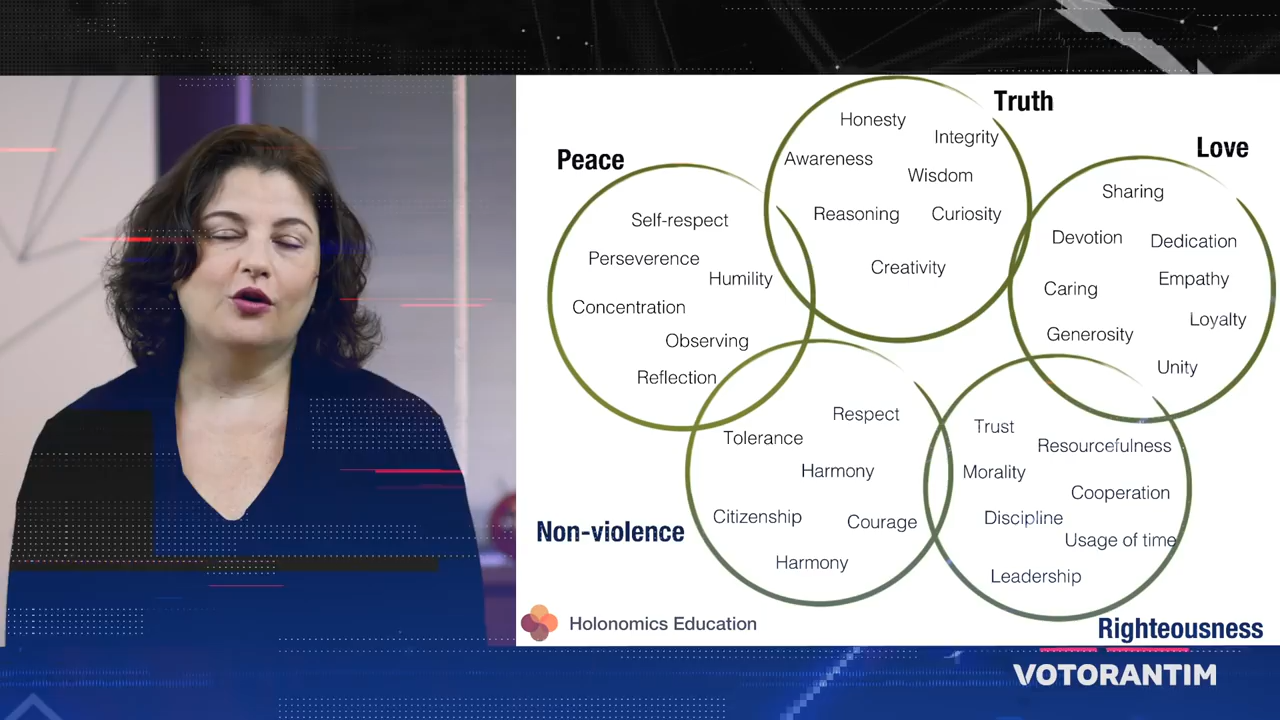 Truth
Honesty
Integrity
Awareness
Wisdom
Reasoning
Curiosity
Creativity
Peace
Self-respect
Perseverence
Humility
Concentration
Observing
Reflection
Love
Sharing
Devotion
Dedication
Empathy
Caring
Loyalty
Generosity
Unity
Non-violence
Respect
Tolerance
Harmony
Citizenship
Courage
Harmony
Trust
Resourcefulness
Morality
Cooperation
Discipline
Usage of time
Leadership
Righteousness
Holonomics Education
VOTORANTIM